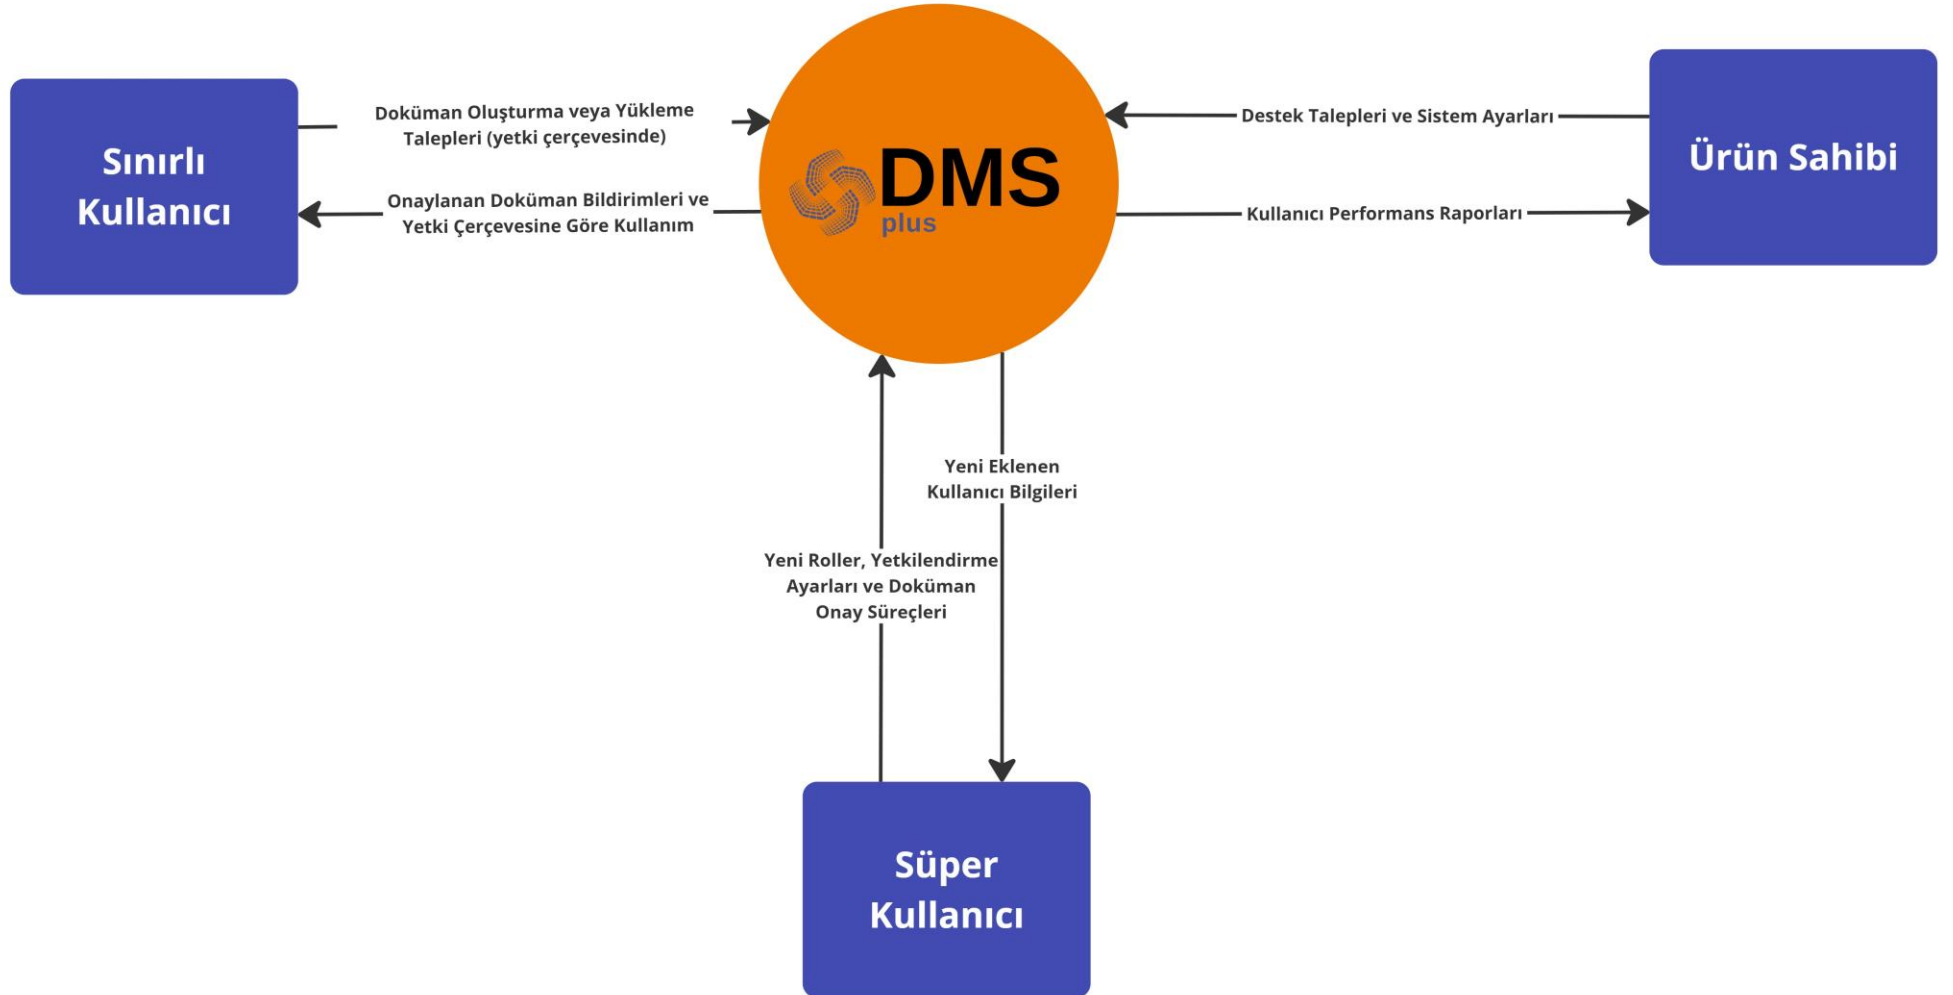 Sınırlı
Kullanıcı
Doküman Oluşturma veya Yükleme
Talepleri (yetki çerçevesinde)
Onaylanan Doküman Bildirimleri ve
Yetki Çerçevesine Göre Kullanım
DMS
plus
Destek Talepleri ve Sistem Ayarları
Kullanıcı Performans Raporları
Ürün Sahibi
Yeni Eklenen
Kullanıcı Bilgileri
Yeni Roller, Yetkilendirme
Ayarları ve Doküman
Onay Süreçleri
Süper
Kullanıcı